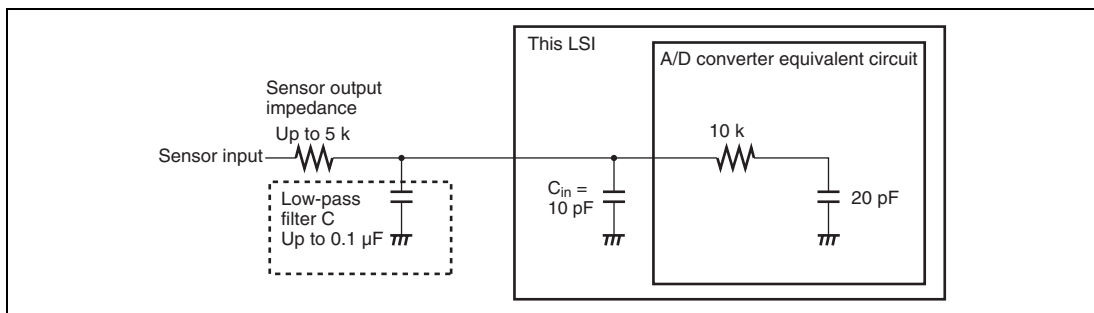 This LSI
A/D converter equivalent circuit
Sensor output
impedance
Up to 5 k
10 k
Sensor input
Low-pass
filter C
Up to 0.1 µF
Cin =
10 pF
20 pF